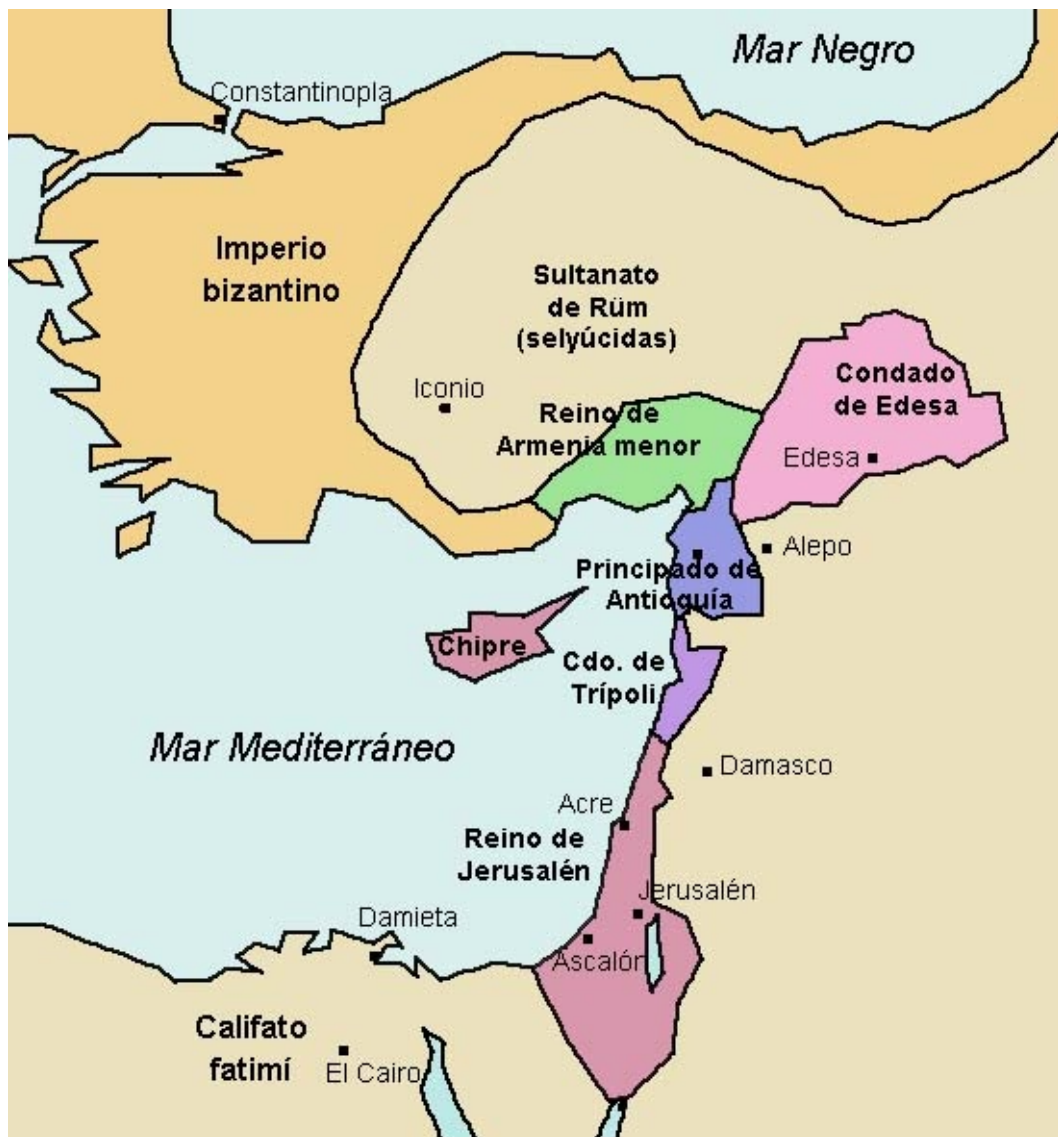 Mar Negro
Constantinopla
Imperio
bizantino
Sultanato
de Rüm
(selyúcidas)
Condado
de Edesa
Iconio
Reino de
Armenia menor
Edesa
Alepo
Principado de
Antioquía
Chipre
Cdo. de
Trípoli
Mar Mediterráneo
Damasco
Acre
Reino de
Jerusalén
Jerusalén
Damieta
Ascalón
Califato
fatimí
El Cairo